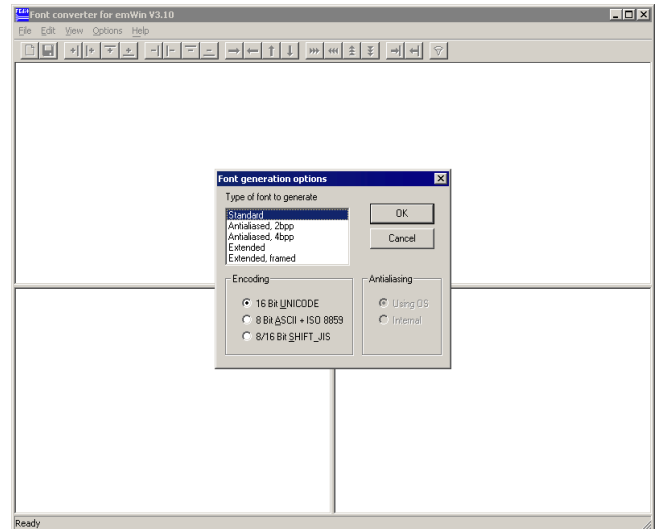 Font converter for emWin V3.10
File Edit View Options Help
Font generation options
Type of font to generate
Standard
Antialiased, 2bpp
Antialiased, 4bpp
Extended
Extended, framed
OK
Cancel
Encoding
16 Bit UNICODE
8 Bit ASCII + ISO 8859
8/16 Bit SHIFT_JIS
Antialiasing
Using OS
Internal
Ready